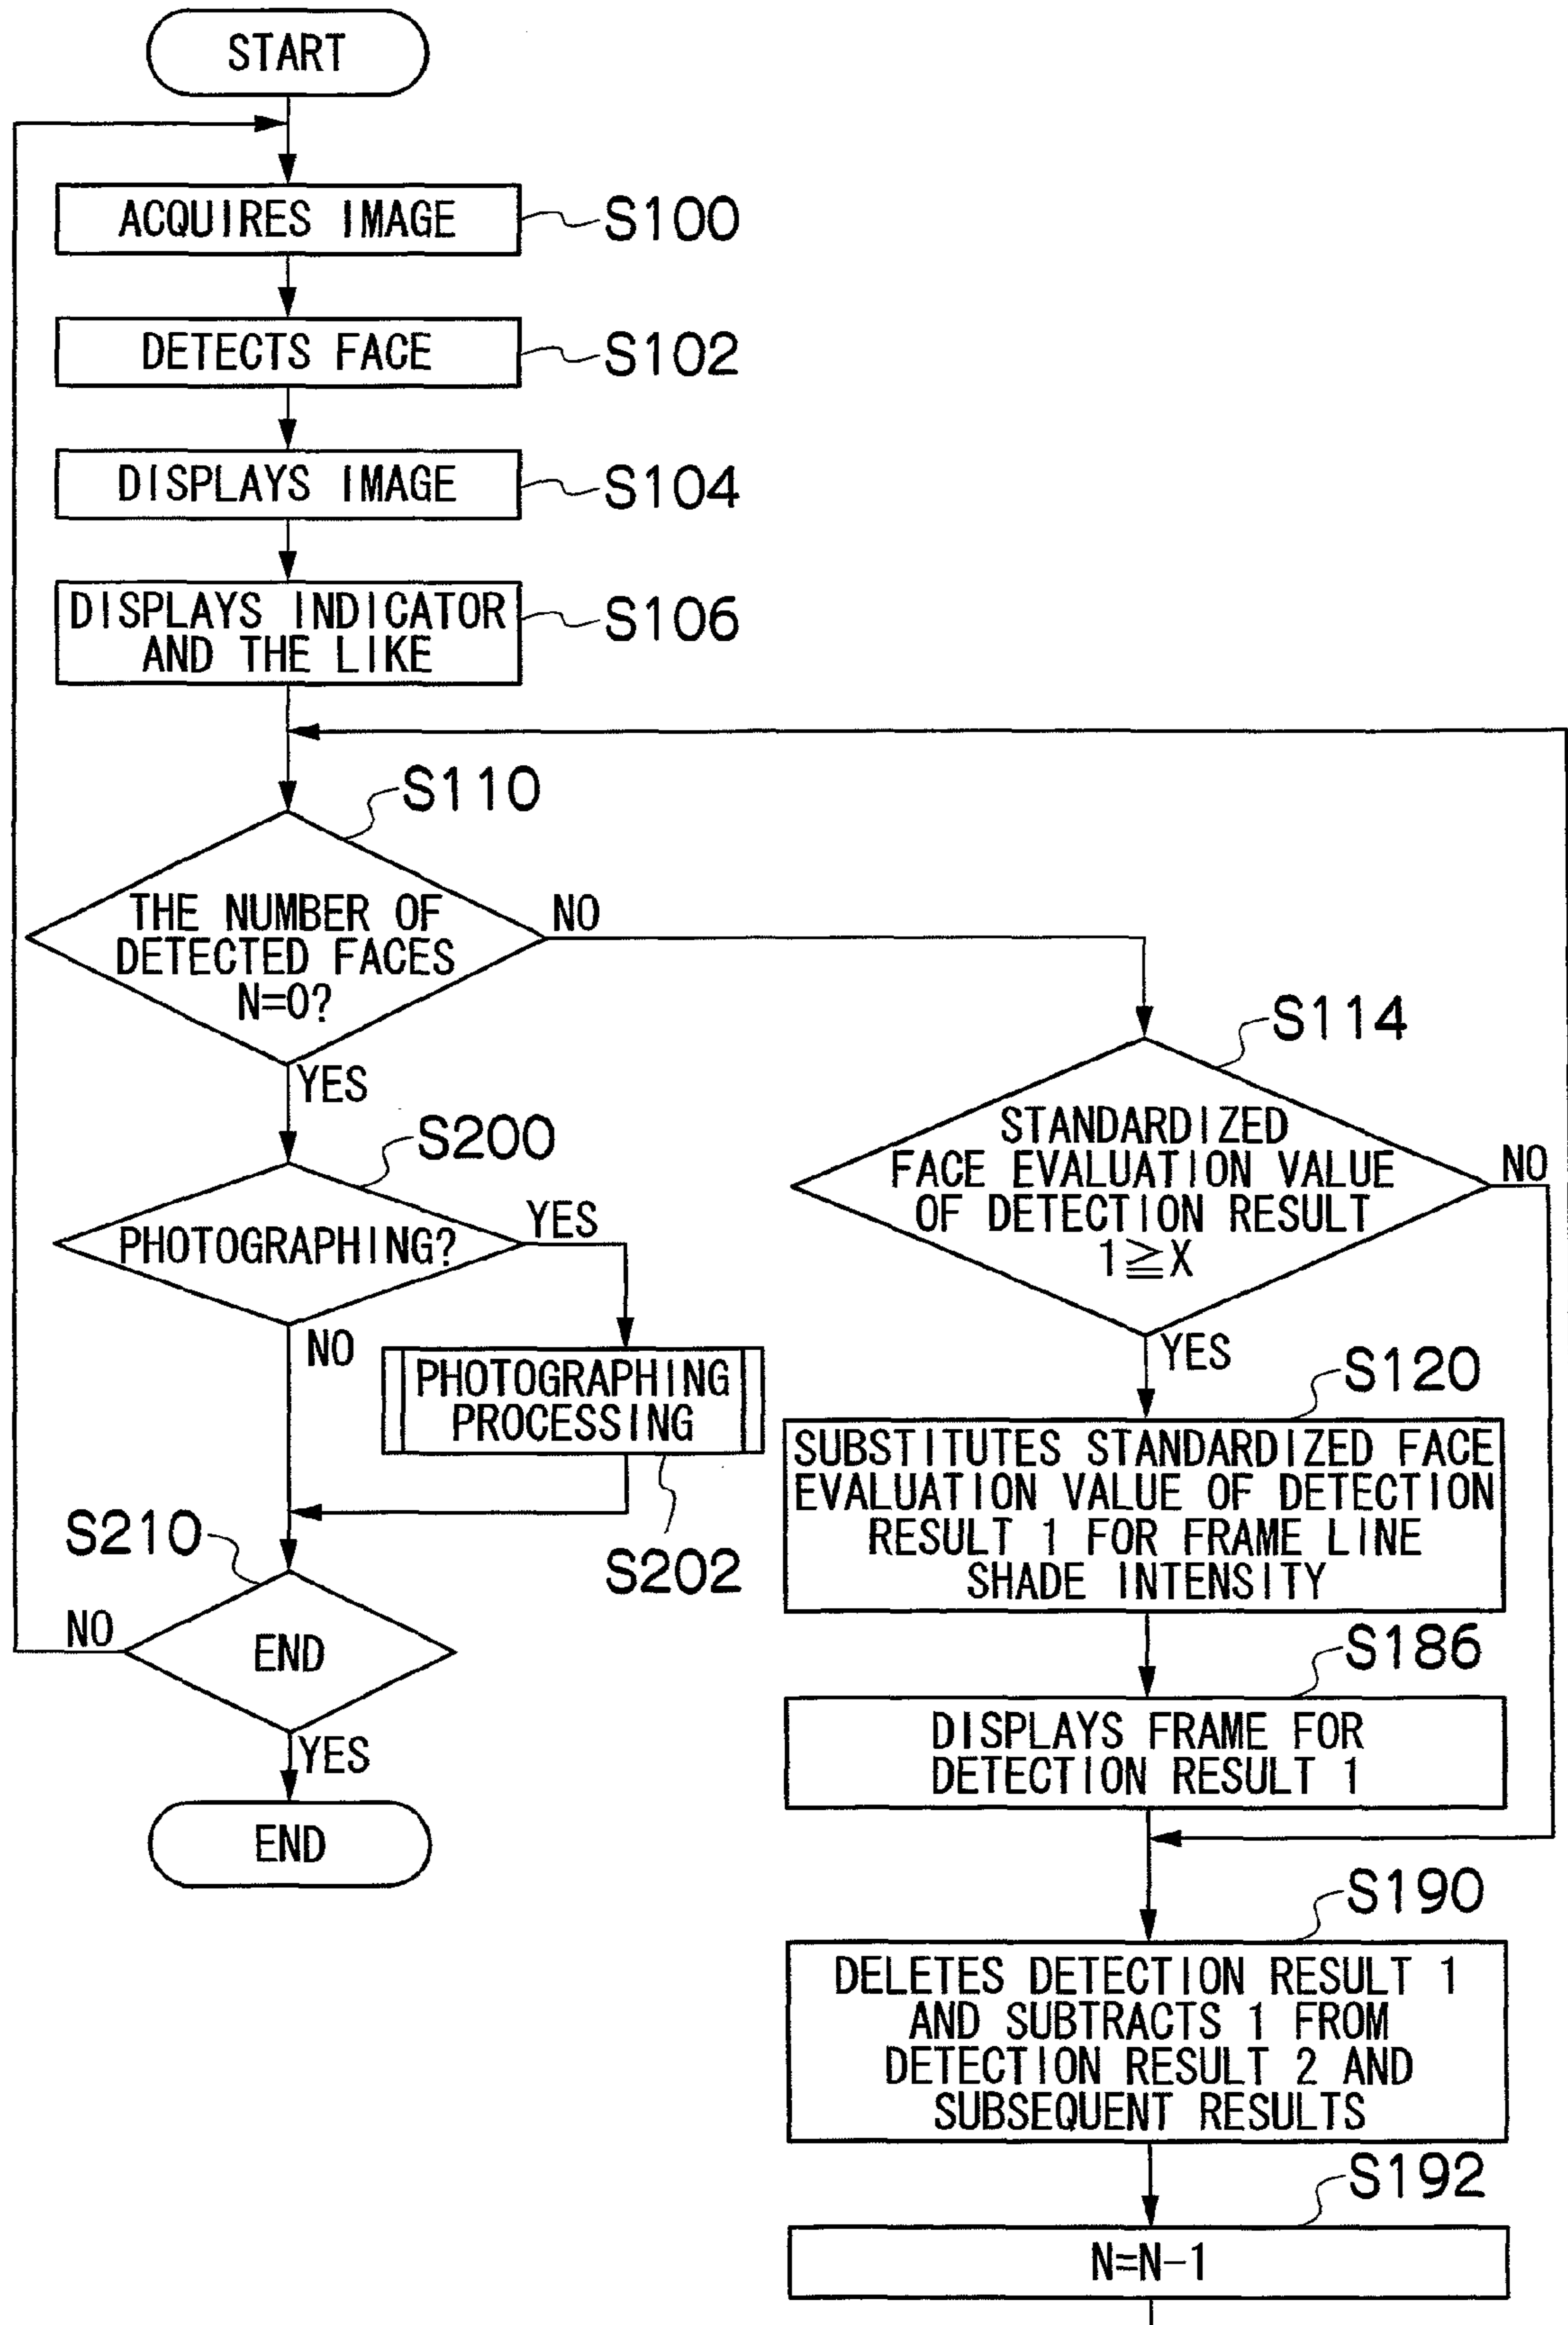 START
ACQUIRES IMAGE
S100
DETECTS FACE
S102
DISPLAYS IMAGE
S104
DISPLAYS INDICATOR
AND THE LIKE
S106
S110
THE NUMBER OF
DETECTED FACES
N=0?
NO
YES
S200
PHOTOGRAPHING?
YES
NO
PHOTOGRAPHING
PROCESSING
S202
S210
END
NO
YES
END
S114
STANDARDIZED
FACE EVALUATION VALUE
OF DETECTION RESULT
1≧X
NO
YES
S120
SUBSTITUTES STANDARDIZED FACE
EVALUATION VALUE OF DETECTION
RESULT 1 FOR FRAME LINE
SHADE INTENSITY
S186
DISPLAYS FRAME FOR
DETECTION RESULT 1
S190
DELETES DETECTION RESULT 1
AND SUBTRACTS 1 FROM
DETECTION RESULT 2 AND
SUBSEQUENT RESULTS
S192
N=N-1